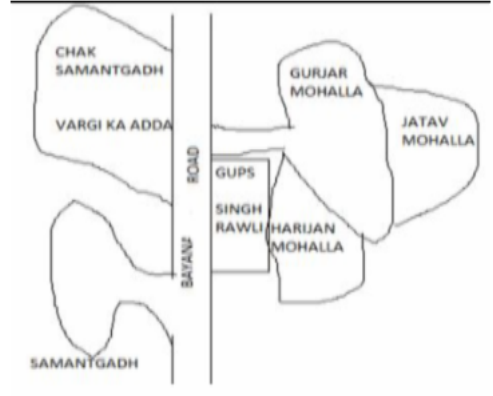 CHAK
SAMANTGADH
VARGI KA ADDA
GURJAR
MOHALLA
JATAV
MOHALLA
BAYANA ROAD
GUPS
SINGH
RAWLI
HARIJAN
MOHALLA
SAMANTGADH